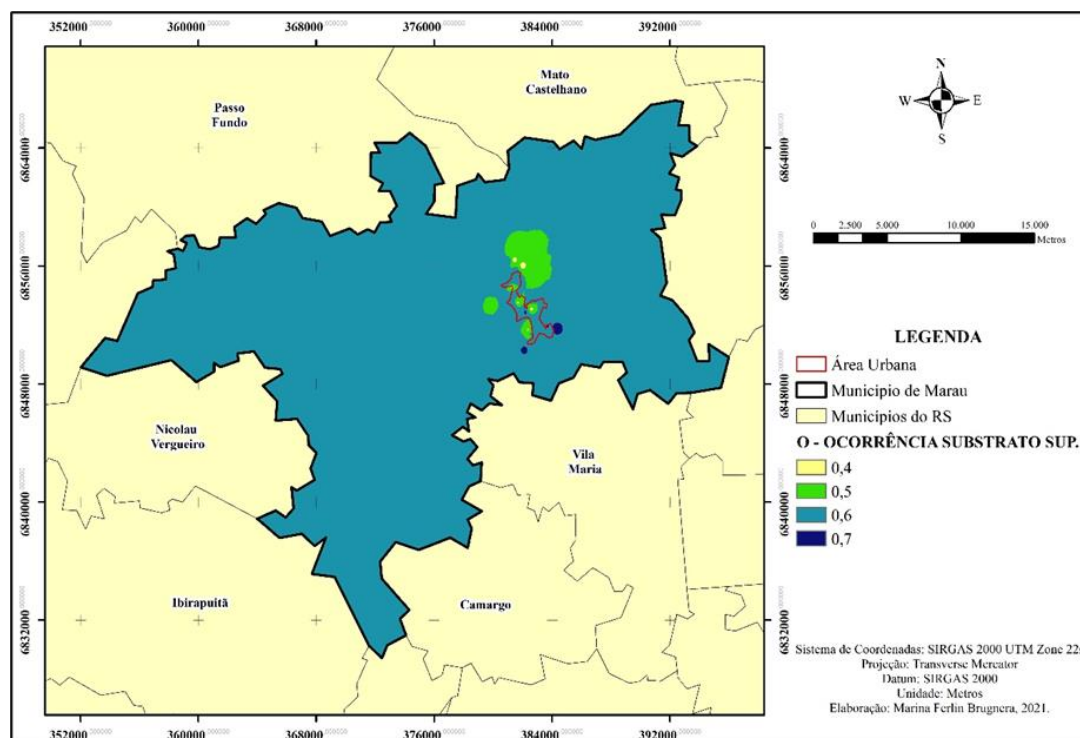 352000 360000 368000 376000 384000 392000
6864000
6856000
6848000
6840000
6832000
Passo
Fundo
Mato
Castelhano
Nicolau
Vergueiro
Vila
Maria
Ibirapuitã
Camargo
6864000
6856000
6848000
6840000
6832000
352000 360000 368000 376000 384000 392000
N
W E
S
0 2.500 5.000 10.000 15.000
Metros
LEGENDA
Área Urbana
Municipio de Marau
Municípios do RS
O - OCORRÊNCIA SUBSTRATO SUP.
0,4
0,5
0,6
0,7
Sistema de Coordenadas: SIRGAS 2000 UTM Zone 22s
Projeção: Transverse Mercator
Datum: SIRGAS 2000
Unidade: Metros
Elaboração: Marina Ferlin Brugnera, 2021.